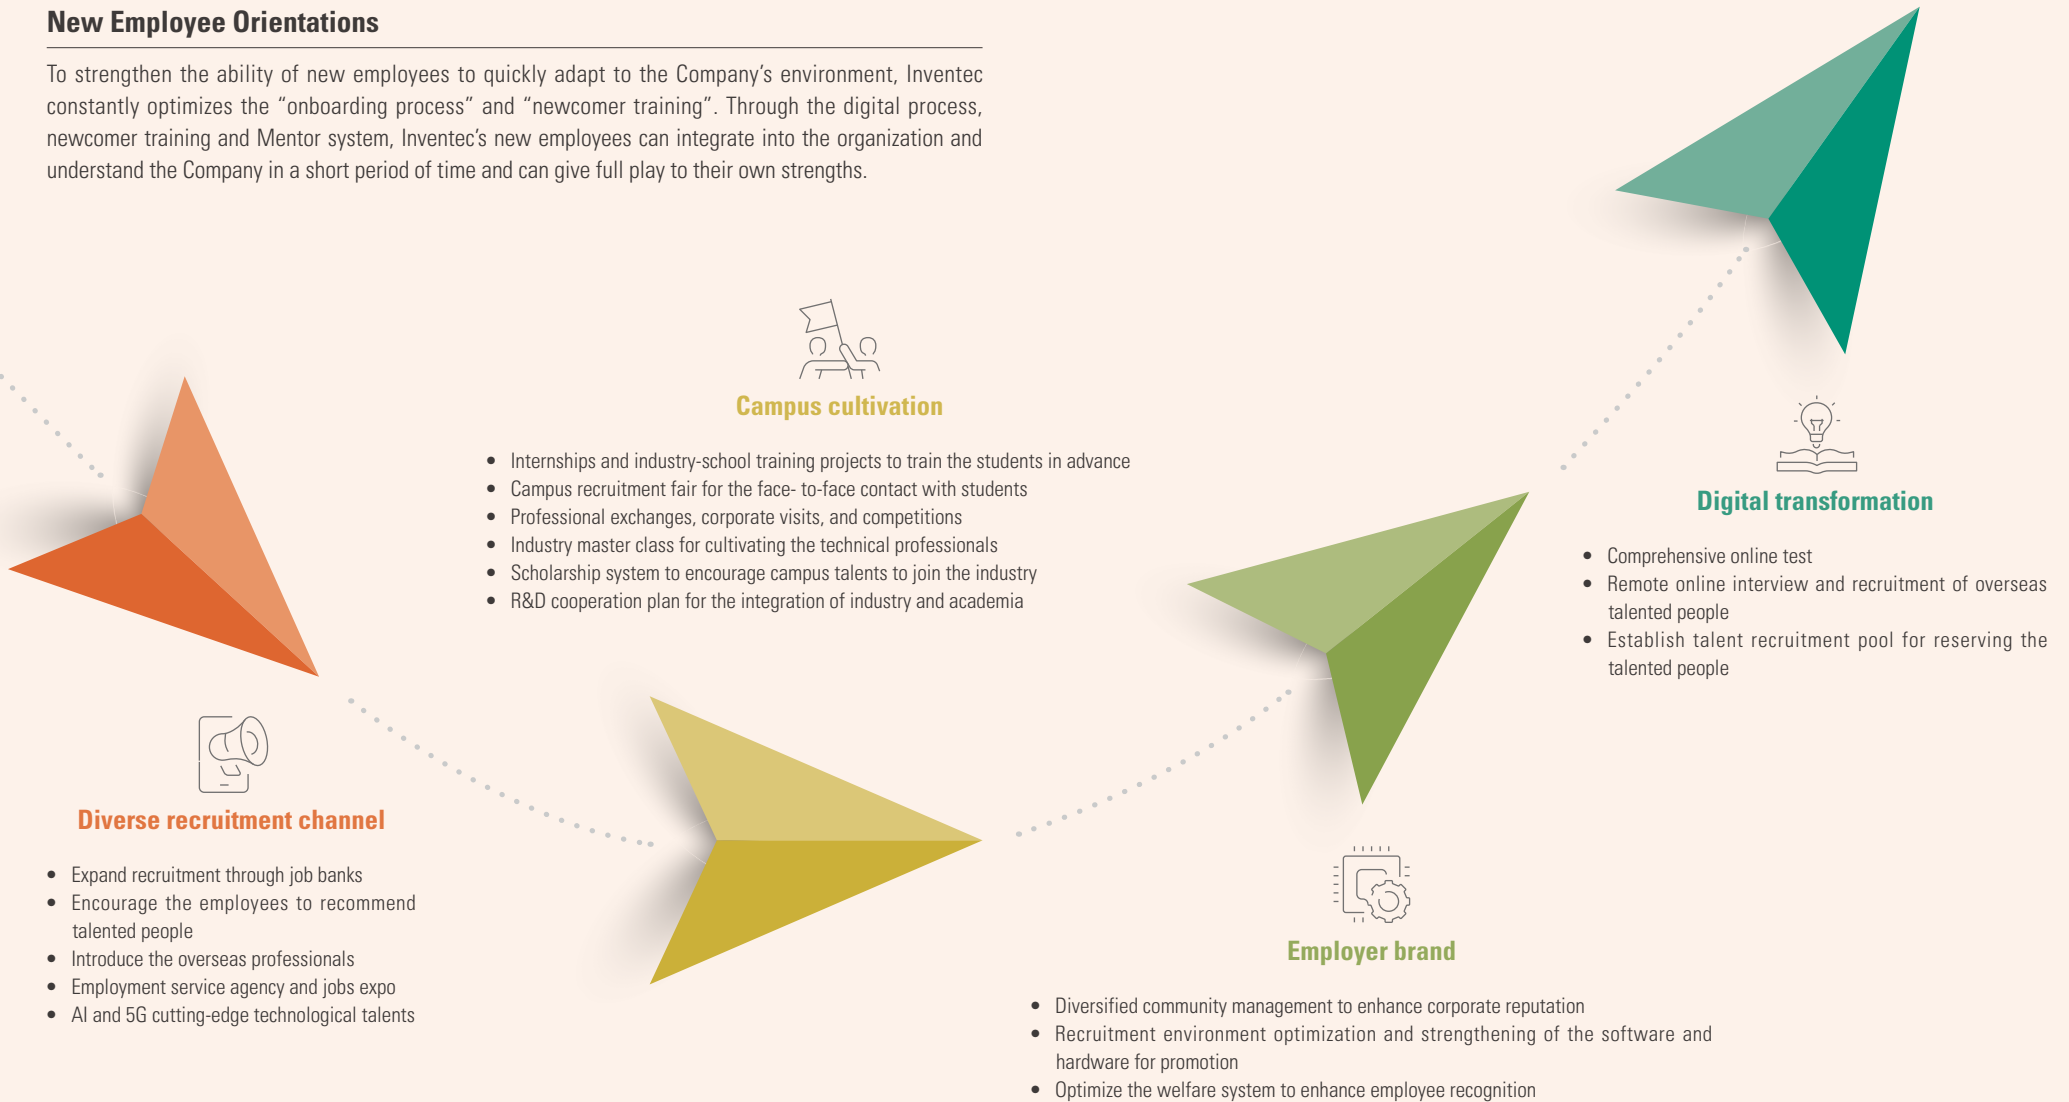 New Employee Orientations
To strengthen the ability of new employees to quickly adapt to the Company's environment, Inventec
constantly optimizes the “onboarding process” and “newcomer training”. Through the digital process,
newcomer training and Mentor system, Inventec's new employees can integrate into the organization and
understand the Company in a short period of time and can give full play to their own strengths.
Diverse recruitment channel
• Expand recruitment through job banks
• Encourage the employees to recommend
talented people
• Introduce the overseas professionals
• Employment service agency and jobs expo
• AI and 5G cutting-edge technological talents
Campus cultivation
• Internships and industry-school training projects to train the students in advance
• Campus recruitment fair for the face- to-face contact with students
• Professional exchanges, corporate visits, and competitions
• Industry master class for cultivating the technical professionals
• Scholarship system to encourage campus talents to join the industry
• R&D cooperation plan for the integration of industry and academia
Employer brand
• Diversified community management to enhance corporate reputation
• Recruitment environment optimization and strengthening of the software and
hardware for promotion
• Optimize the welfare system to enhance employee recognition
Digital transformation
• Comprehensive online test
• Remote online interview and recruitment of overseas
talented people
• Establish talent recruitment pool for reserving the
talented people